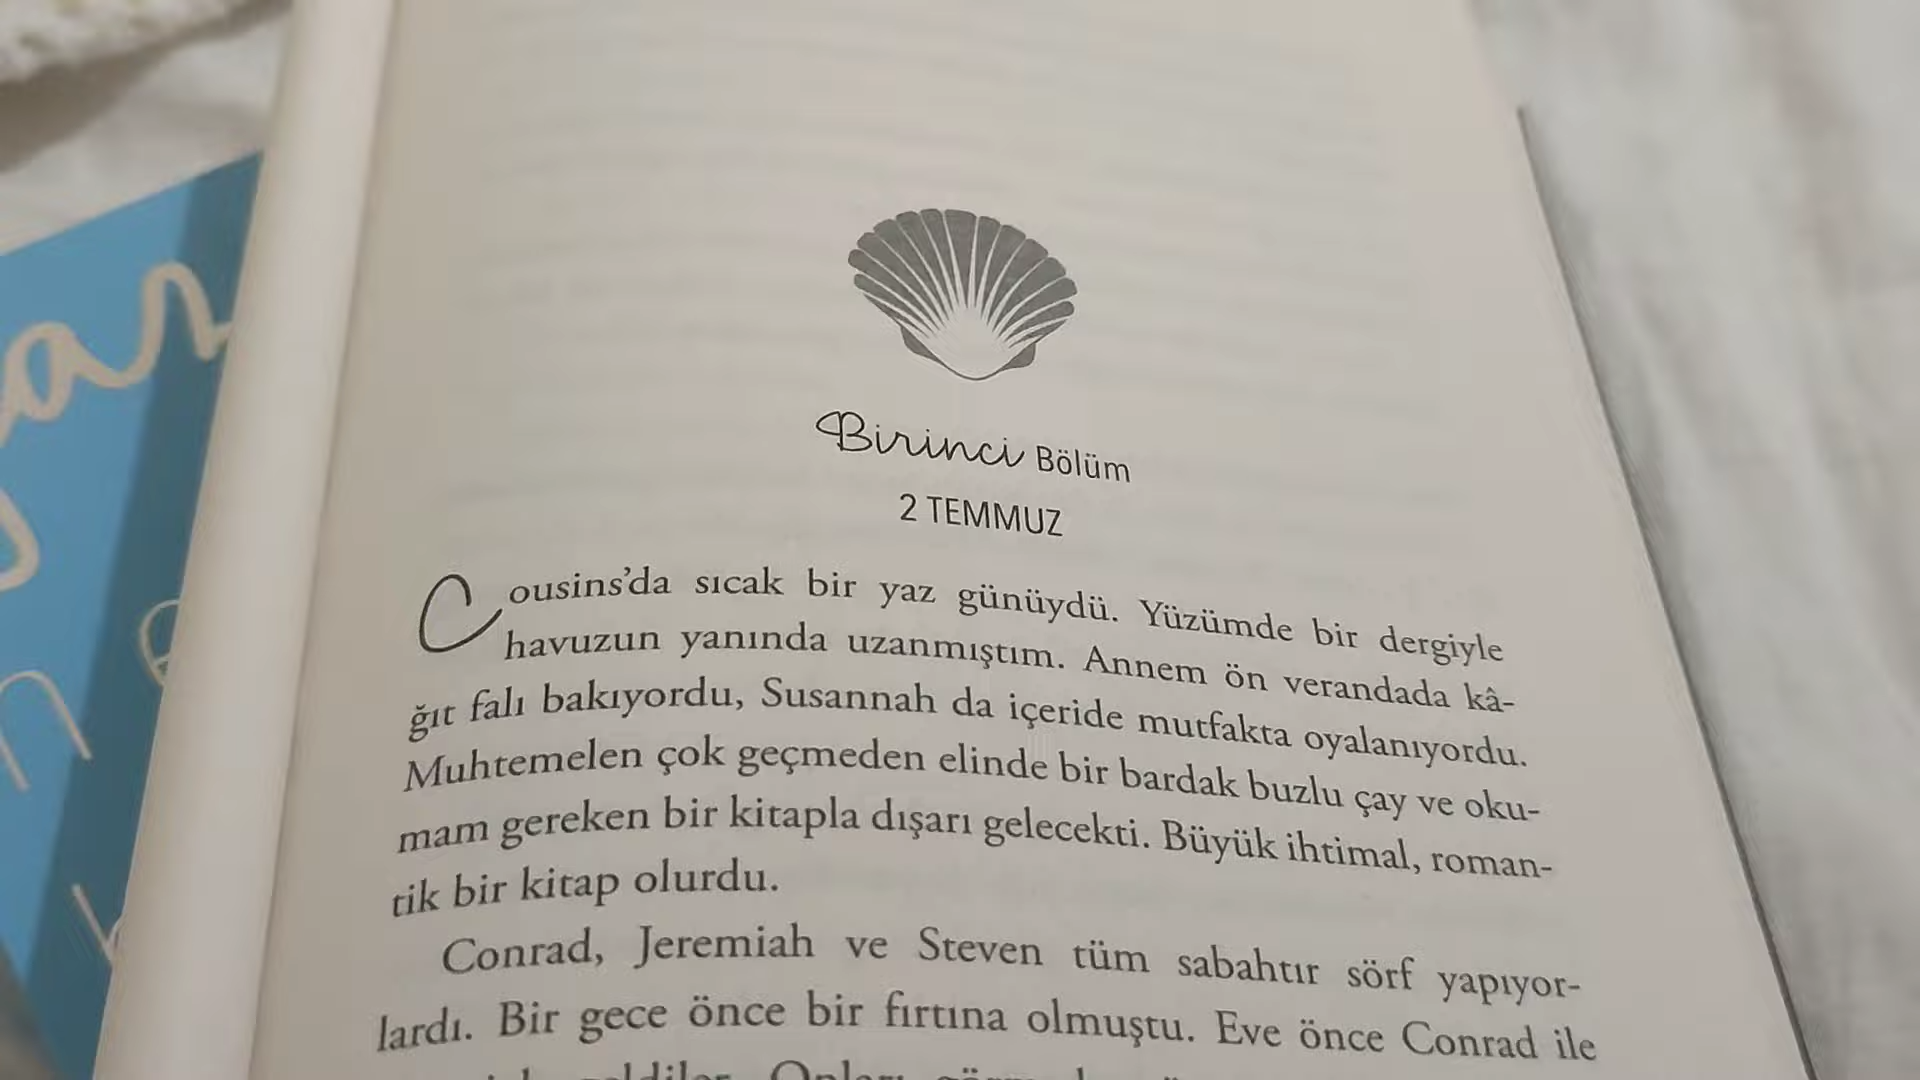 Birinci Bölüm
2 TEMMUZ
Cousins’da sıcak bir yaz günüydü. Yüzümde bir dergiyle
havuzun yanında uzanmıştım. Annem ön verandada kâ-
ğıt falı bakıyordu, Susannah da içeride mutfakta oyalanıyordu.
Muhtemelen çok geçmeden elinde bir bardak buzlu çay ve oku-
mam gereken bir kitapla dışarı gelecekti. Büyük ihtimal, roman-
tik bir kitap olurdu.
Conrad, Jeremiah ve Steven tüm sabahtır sörf yapıyor-
lardı. Bir gece önce bir fırtına olmuştu. Eve önce Conrad ile